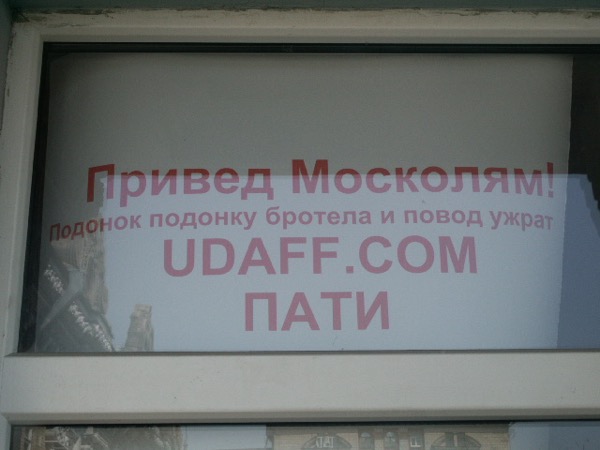 Привед Москолям!
Подонок подонку бротела и повод ужрат
UDAFF.COM
ПАТИ